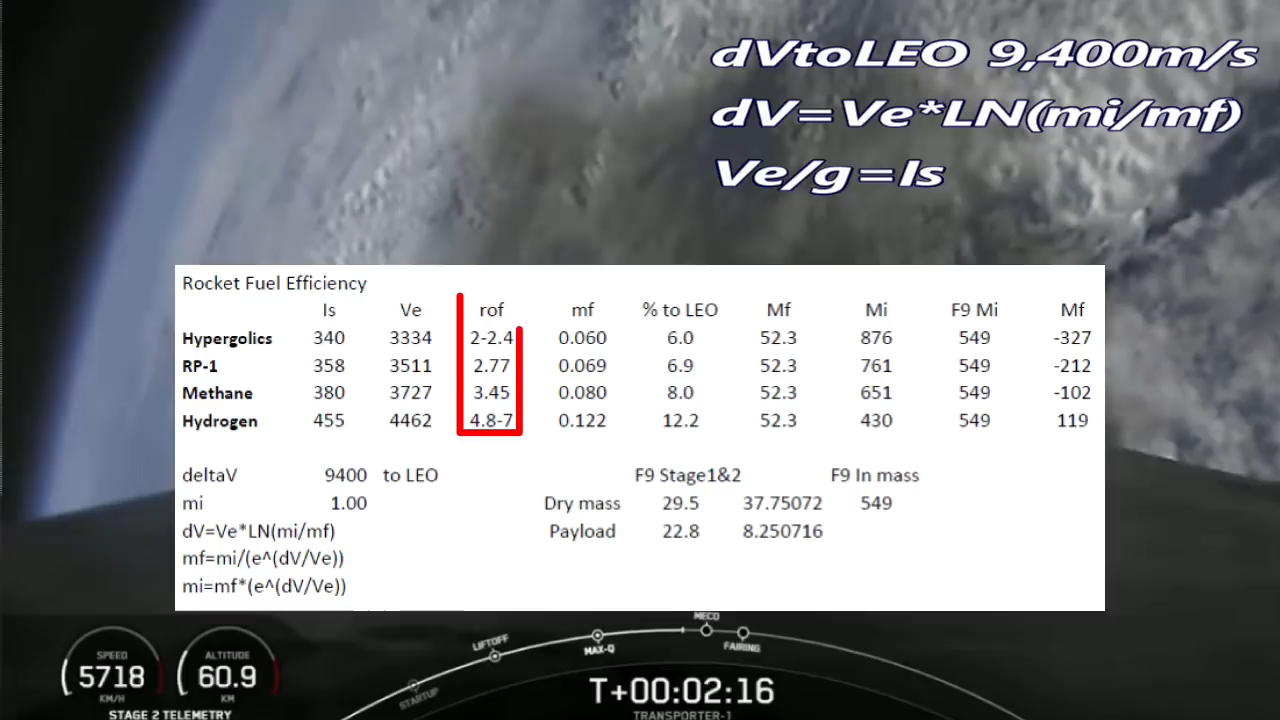 dVtoLEO 9,400m/s
dV=Ve*LN(mi/mf)
Ve/g=Is
Rocket Fuel Efficiency
Is Ve rof mf % to LEO Mf Mi F9 Mi Mf
Hypergolics 340 3334 2-2.4 0.060 6.0 52.3 876 549 -327
RP-1 358 3511 2.77 0.069 6.9 52.3 761 549 -212
Methane 380 3727 3.45 0.080 8.0 52.3 651 549 -102
Hydrogen 455 4462 4.8-7 0.122 12.2 52.3 430 549 119
deltaV 9400 to LEO F9 Stage1&2 F9 In mass
mi 1.00 Dry mass 29.5 37.75072 549
dV=Ve*LN(mi/mf) Payload 22.8 8.250716
mf=mi/(e^(dV/Ve))
mi=mf*(e^(dV/Ve))
SPEED
5718
KM/H
ALTITUDE
60.9
KM
STAGE 2 TELEMETRY
STARTUP
LIFTOFF
MAX-Q
MECO
FAIRING
T+00:02:16
TRANSPORTER-1